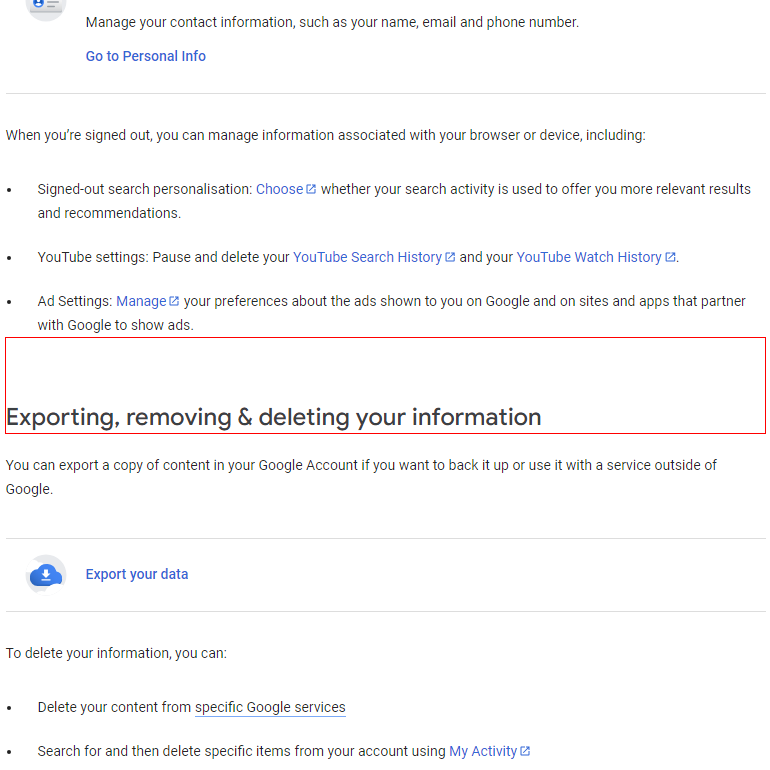 Manage your contact information, such as your name, email and phone number.
Go to Personal Info
When you’re signed out, you can manage information associated with your browser or device, including:
Signed-out search personalisation: Choose whether your search activity is used to offer you more relevant results
and recommendations.
YouTube settings: Pause and delete your YouTube Search History and your YouTube Watch History.
Ad Settings: Manage your preferences about the ads shown to you on Google and on sites and apps that partner
with Google to show ads.
Exporting, removing & deleting your information
You can export a copy of content in your Google Account if you want to back it up or use it with a service outside of
Google.
Export your data
To delete your information, you can:
Delete your content from specific Google services
Search for and then delete specific items from your account using My Activity